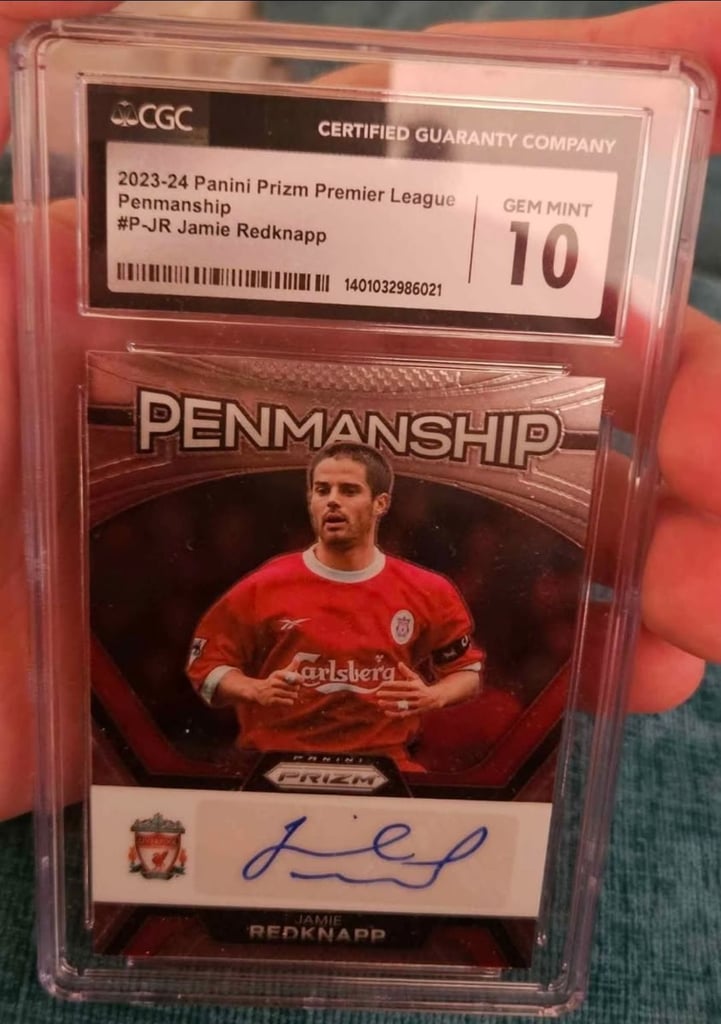 CGC
CERTIFIED GUARANTY COMPANY
2023-24 Panini Prizm Premier League
Penmanship
#P-JR Jamie Redknapp
GEM MINT
10
1401032986021
PENMANSHIP
Carlsberg
PANINI
PRIZM
JAMIE
REDKNAPP